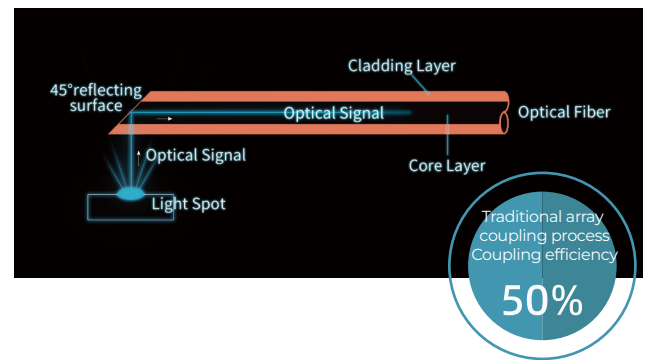 Cladding Layer
45°reflecting
surface
Optical Signal
Optical Fiber
Optical Signal
Core Layer
Light Spot
Traditional array
coupling process
Coupling efficiency
50%